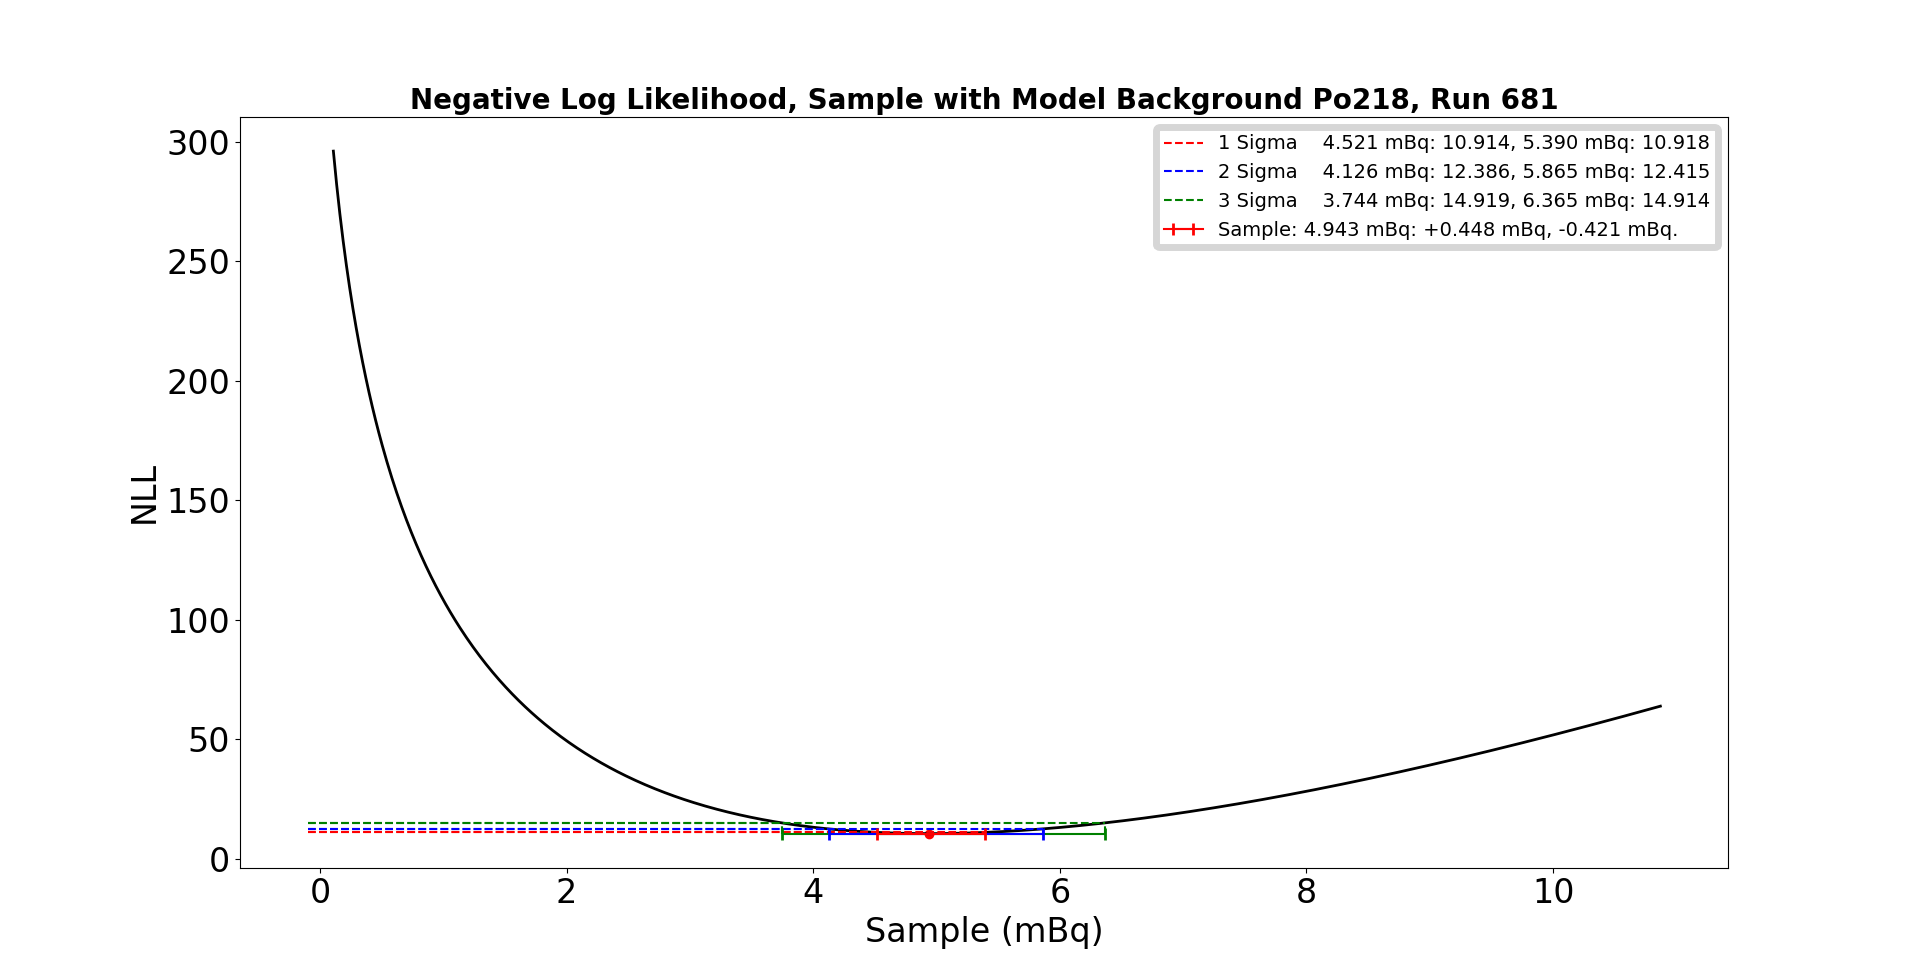 Negative Log Likelihood, Sample with Model Background Po218, Run 681
1 Sigma    4.521 mBq: 10.914, 5.390 mBq: 10.918
2 Sigma    4.126 mBq: 12.386, 5.865 mBq: 12.415
3 Sigma    3.744 mBq: 14.919, 6.365 mBq: 14.914
Sample: 4.943 mBq: +0.448 mBq, -0.421 mBq.
NLL
300
250
200
150
100
50
0
0 2 4 6 8 10
Sample (mBq)